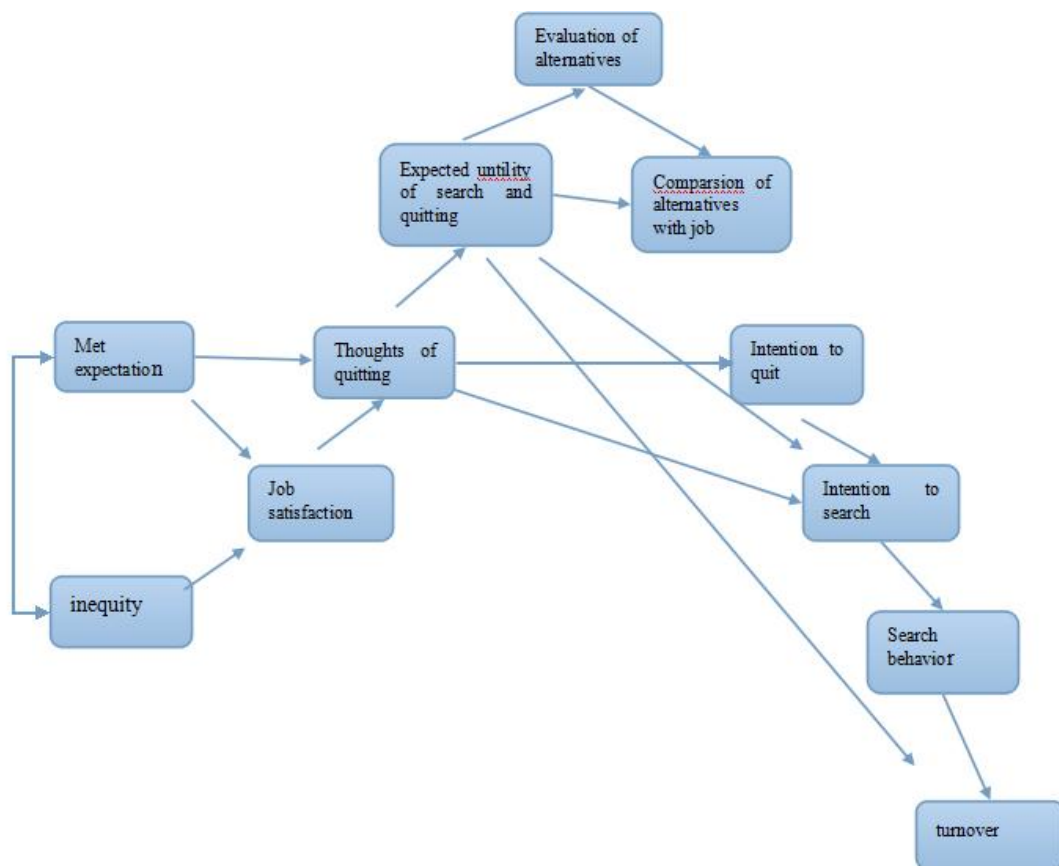 Evaluation of
alternatives
Expected untility
of search and
quitting
Comparsion of
alternatives
with job
Met
expectation
Thoughts of
quitting
Intention to
quit
Job
satisfaction
Intention to
search
inequity
Search
behavior
turnover